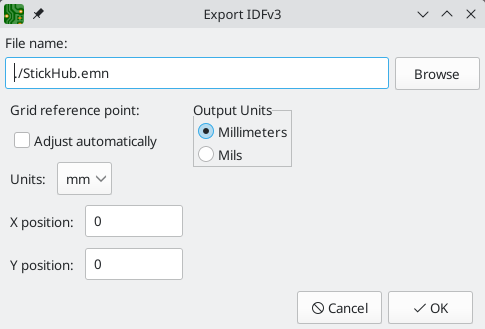 Export IDFv3
File name:
./StickHub.emn
Browse
Grid reference point:
Output Units
Adjust automatically
Millimeters
Mils
Units:
mm
X position:
0
Y position:
0
Cancel
OK